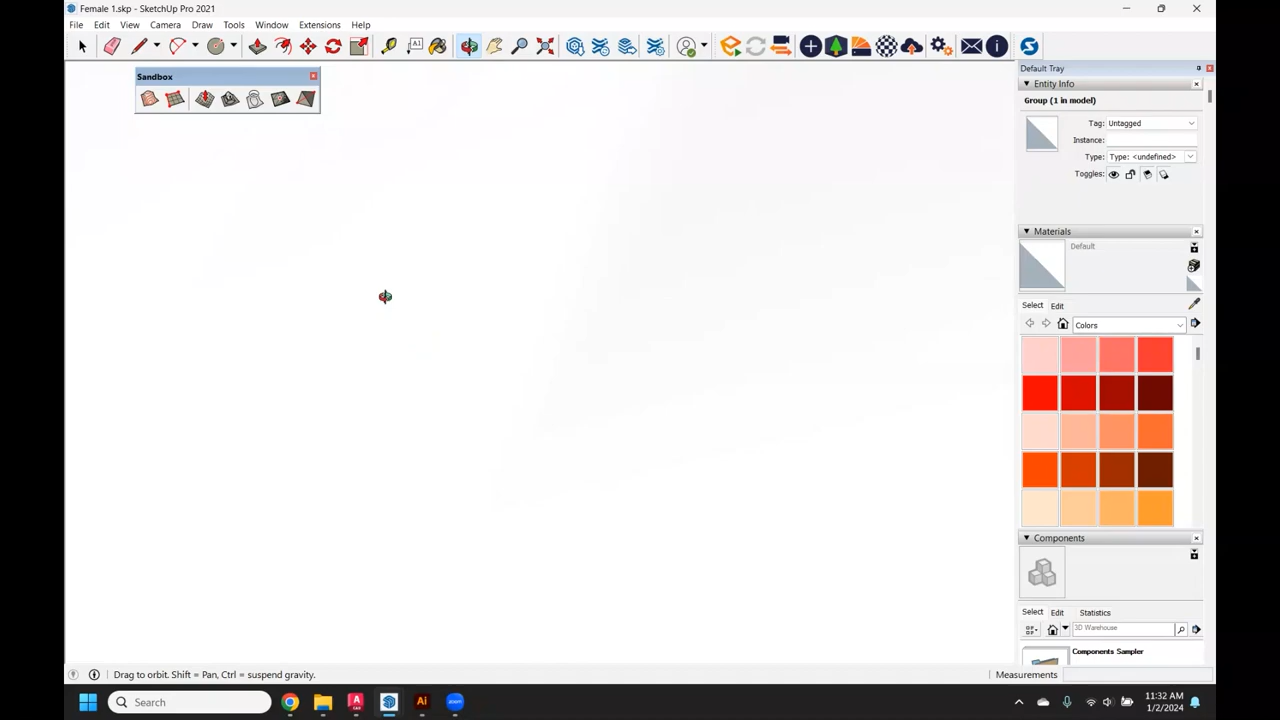 Female 1.skp - SketchUp Pro 2021
File Edit View Camera Draw Tools Window Extensions Help
Sandbox
Default Tray
Entity Info
Group (1 in model)
Tag: Untagged
Instance:
Type: Type: <undefined>
Toggles:
Materials
Default
Select Edit
Colors
Components
Select Edit Statistics
3D Warehouse
Components Sampler
Drag to orbit. Shift = Pan, Ctrl = suspend gravity.
Measurements
Search
11:32 AM
1/2/2024